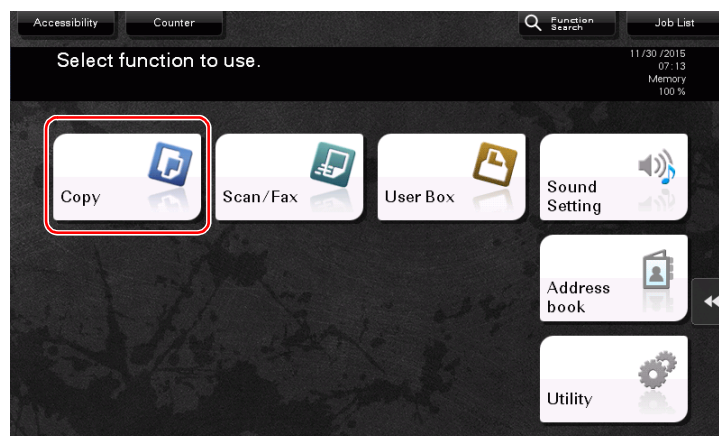 Accessibility
Counter
Function
Search
Job List
Select function to use.
11/30 /2015
07:13
Memory
100 %
Copy
Scan/Fax
User Box
Sound
Setting
Address
book
Utility